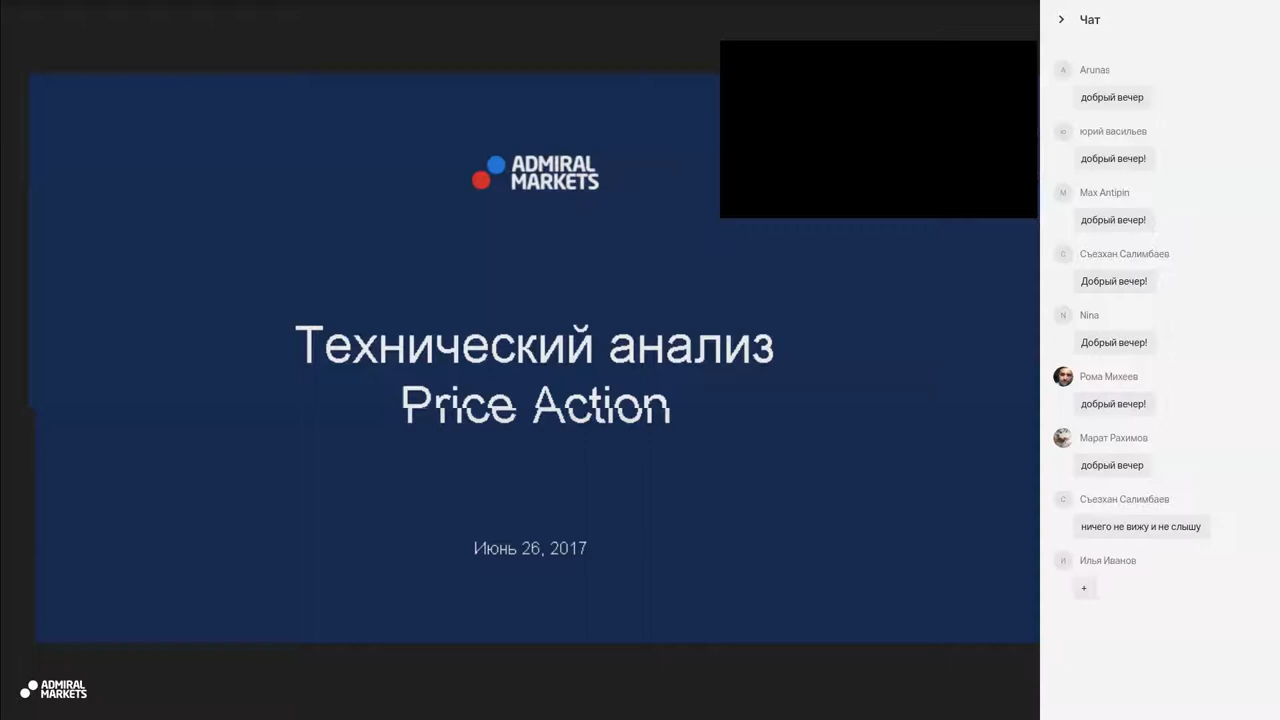 ADMIRAL
MARKETS
Технический анализ
Price Action
Июнь 26, 2017
ADMIRAL
MARKETS
Чат
A
Arunas
добрый вечер
ю
юрий васильев
добрый вечер!
M
Max Antipin
добрый вечер!
С
Съезхан Салимбаев
Добрый вечер!
N
Nina
Добрый вечер!
Рома Михеев
добрый вечер!
Марат Рахимов
добрый вечер
С
Съезхан Салимбаев
ничего не вижу и не слышу
И
Илья Иванов
+